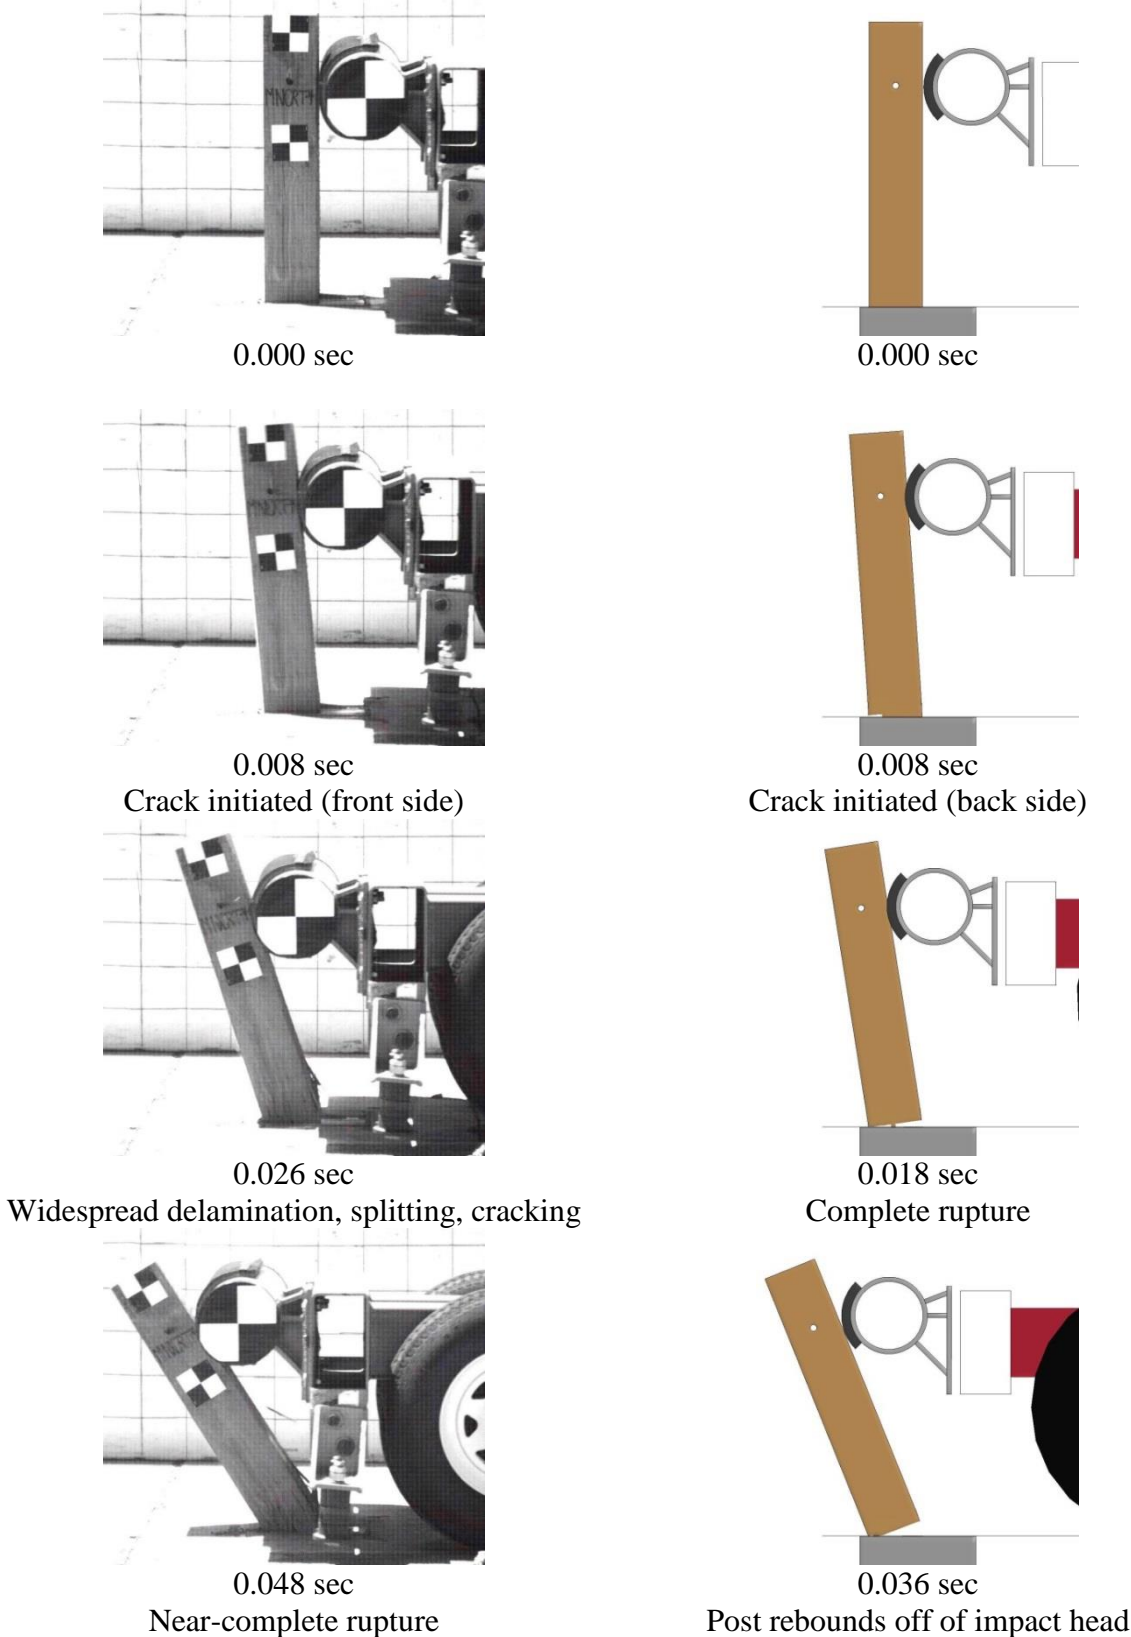 MNORTH
0.000 sec
0.000 sec
0.008 sec
0.008 sec
Crack initiated (front side)
Crack initiated (back side)
0.026 sec
0.018 sec
Widespread delamination, splitting, cracking
Complete rupture
0.048 sec
0.036 sec
Near-complete rupture
Post rebounds off of impact head